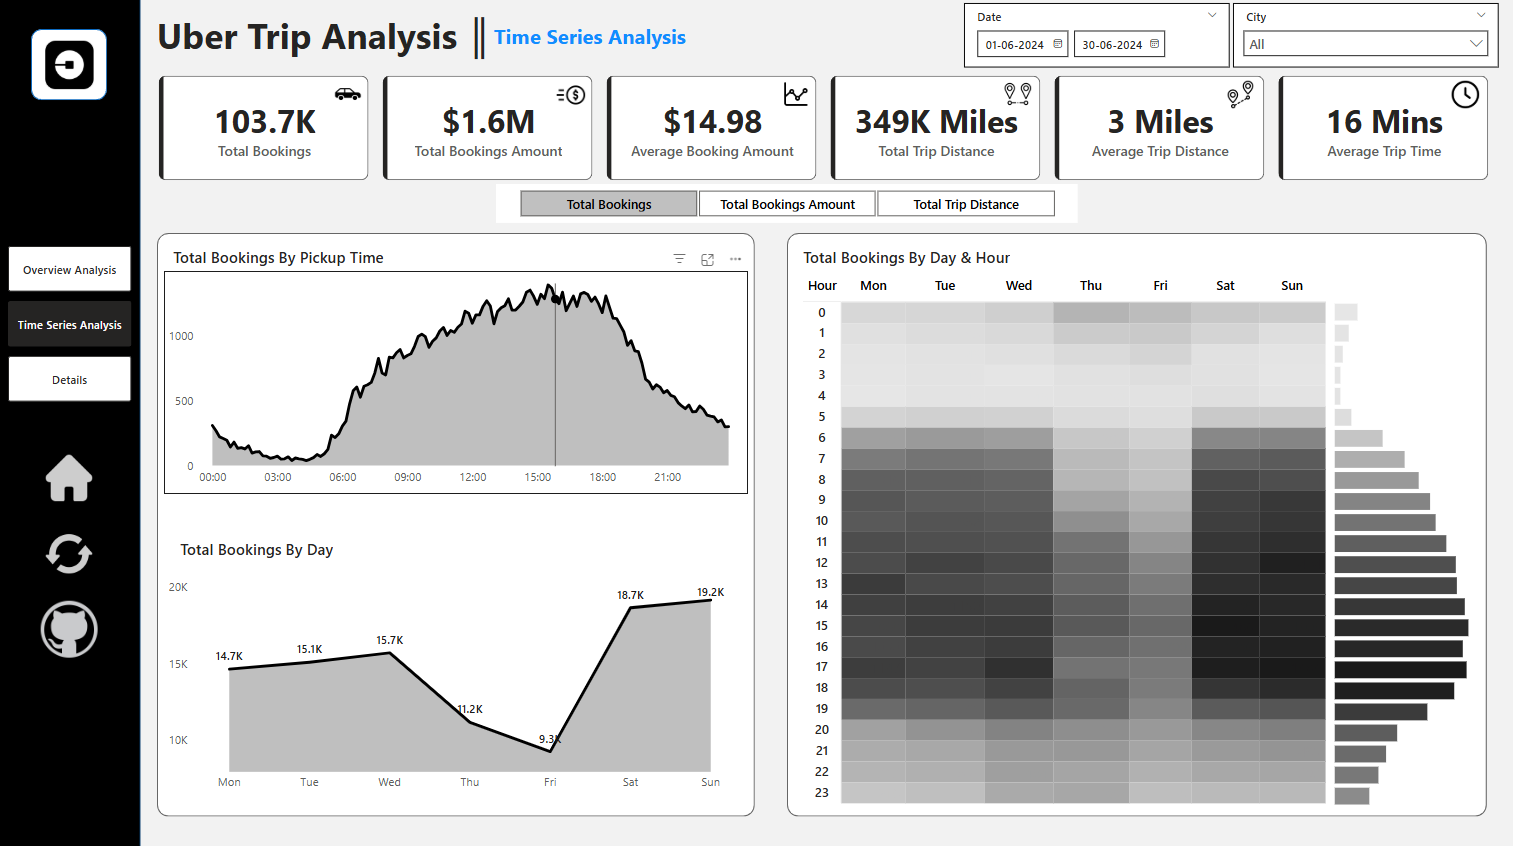 Uber Trip Analysis
Time Series Analysis
Date
01-06-2024
30-06-2024
City
All
103.7K
Total Bookings
$1.6M
Total Bookings Amount
$14.98
Average Booking Amount
349K Miles
Total Trip Distance
3 Miles
Average Trip Distance
16 Mins
Average Trip Time
Total Bookings
Total Bookings Amount
Total Trip Distance
Overview Analysis
Time Series Analysis
Details
Total Bookings By Pickup Time
1000
500
0
00:00 03:00 06:00 09:00 12:00 15:00 18:00 21:00
Total Bookings By Day
20K
15K
10K
14.7K 15.1K 15.7K 11.2K 9.3K 18.7K 19.2K
Mon Tue Wed Thu Fri Sat Sun
Total Bookings By Day & Hour
Hour Mon Tue Wed Thu Fri Sat Sun
0
1
2
3
4
5
6
7
8
9
10
11
12
13
14
15
16
17
18
19
20
21
22
23